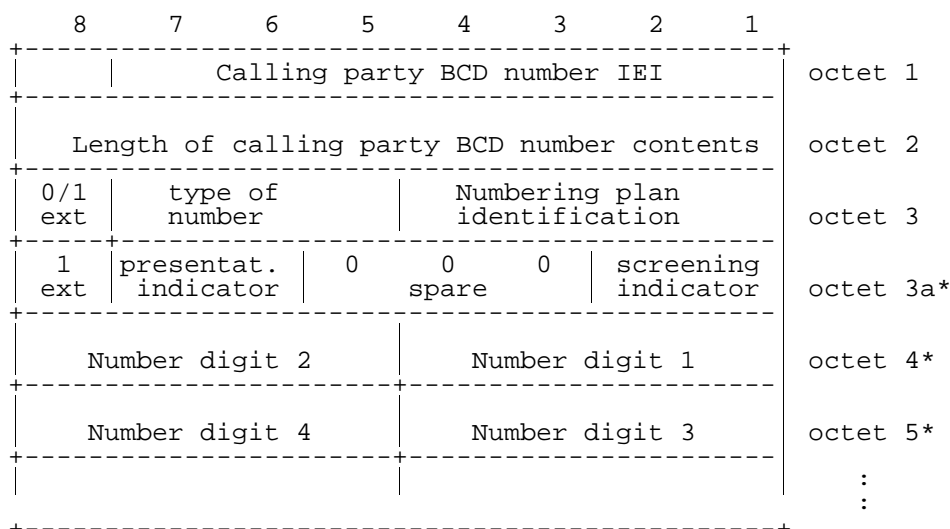 8 7 6 5 4 3 2 1
Calling party BCD number IEI octet 1
Length of calling party BCD number contents octet 2
0/1 type of Numbering plan
ext number identification octet 3
1 presentat. 0 0 0 screening
ext indicator spare indicator octet 3a*
Number digit 2 Number digit 1 octet 4*
Number digit 4 Number digit 3 octet 5*
:
: